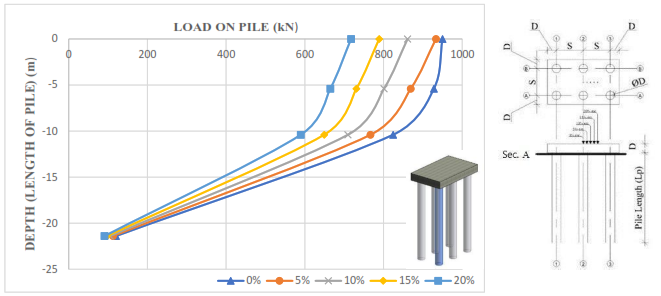 LOAD ON PILE (kN)
0 200 400 600 800 1000
DEPTH (LENGTH OF PILE) (m)
0
-5
-10
-15
-20
-25
0% 5% 10% 15% 20%
D D
S S
D
S
D
ØD
Sec. A
D
Pile Length (Lp)